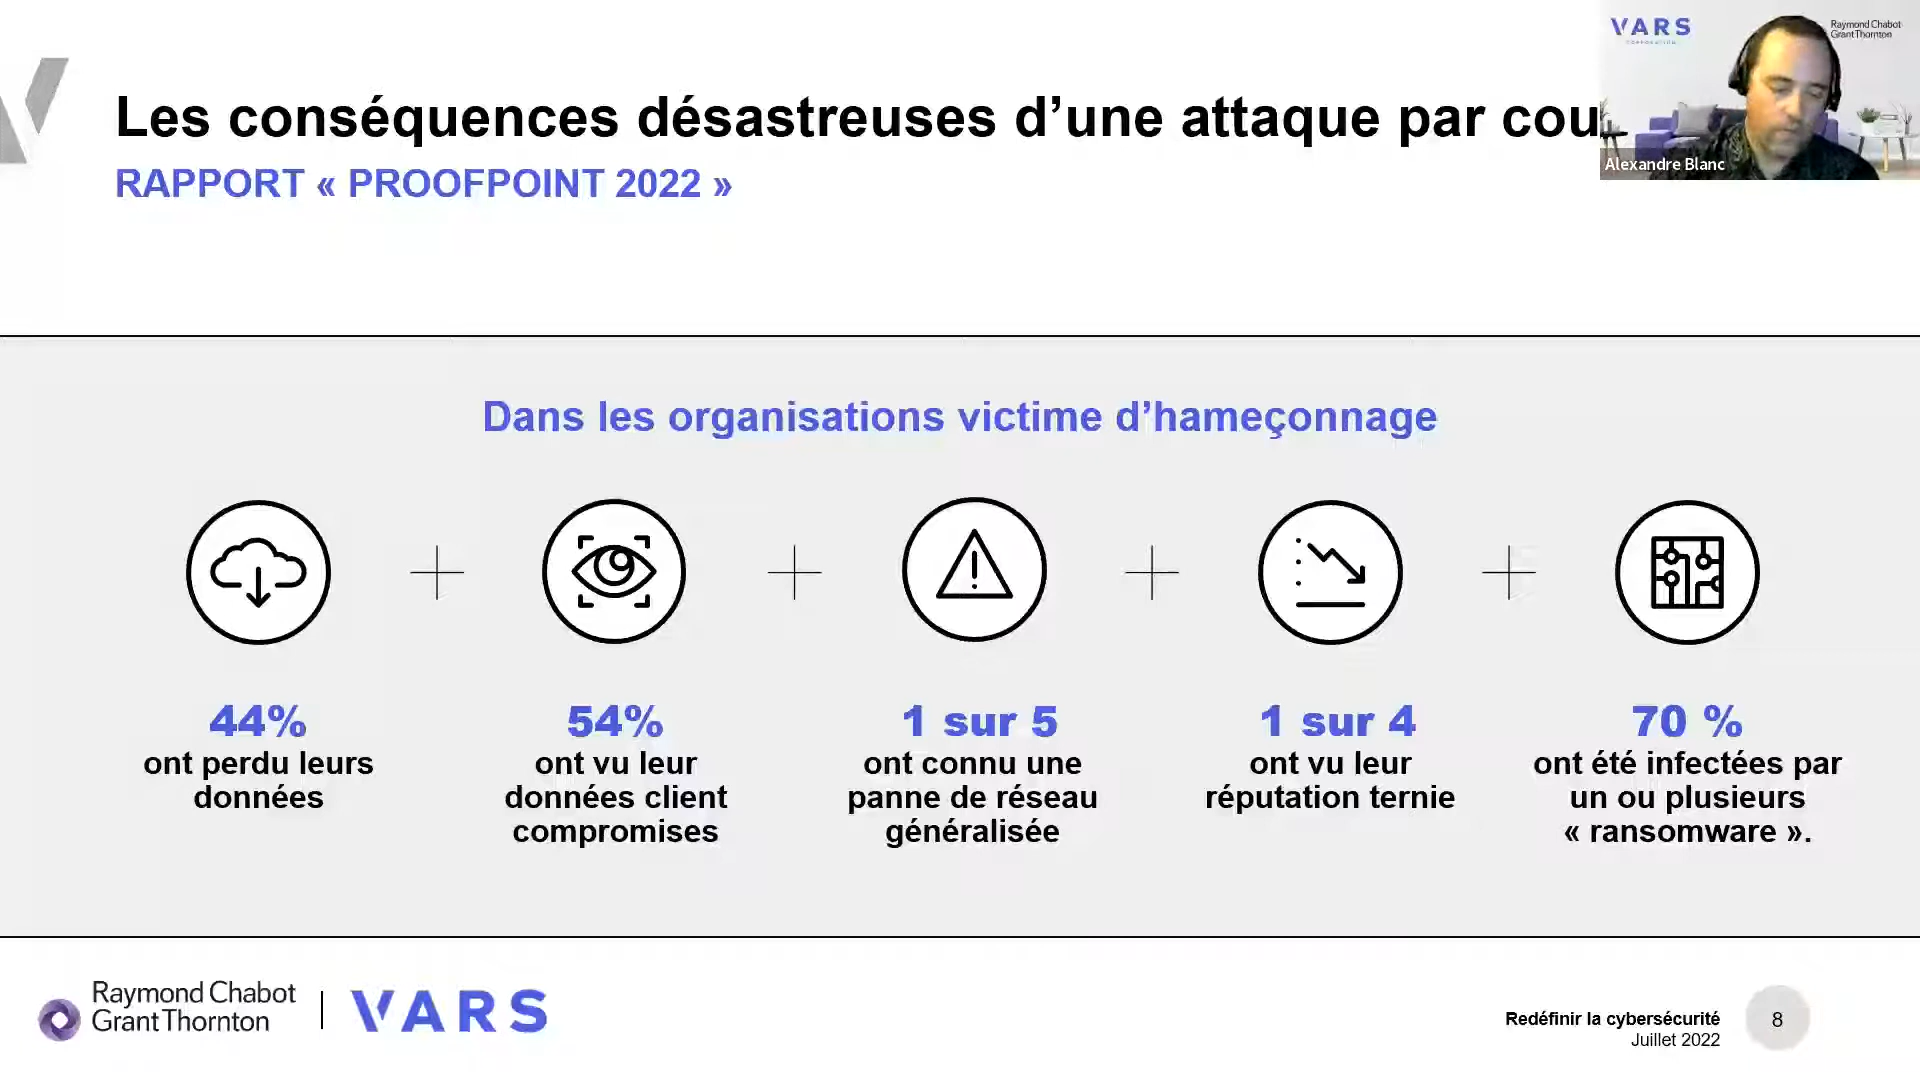 Les conséquences désastreuses d’une attaque par
RAPPORT « PROOFPOINT 2022 »
VARS
CORPORATION
Raymond Chabot
Grant Thornton
Alexandre Blanc
Dans les organisations victime d’hameçonnage
44%
ont perdu leurs
données
54%
ont vu leur
données client
compromises
1 sur 5
ont connu une
panne de réseau
généralisée
1 sur 4
ont vu leur
réputation ternie
70 %
ont été infectées par
un ou plusieurs
« ransomware ».
Raymond Chabot
Grant Thornton
VARS
Redéfinir la cybersécurité
Juillet 2022
8